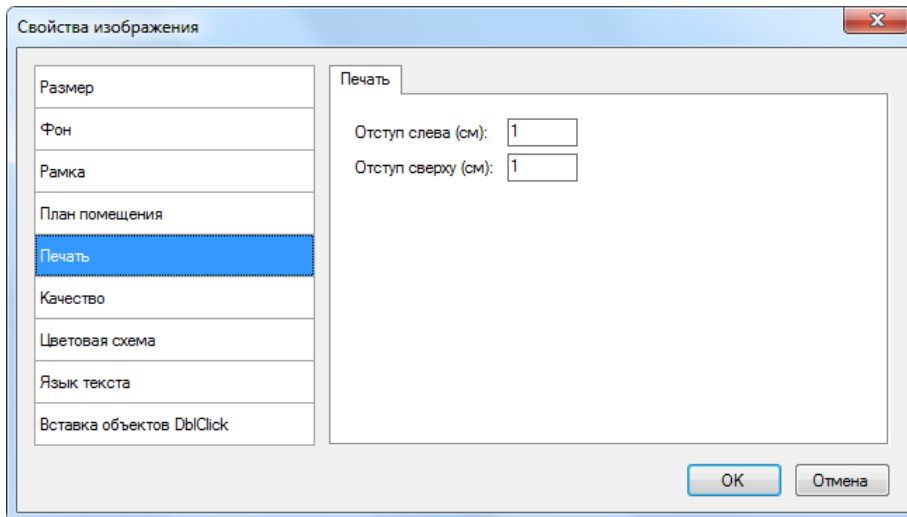 Свойства изображения
Размер
Фон
Рамка
План помещения
Печать
Качество
Цветовая схема
Язык текста
Вставка объектов DblClick
Печать
Отступ слева (см): 1
Отступ сверху (см): 1
OK
Отмена